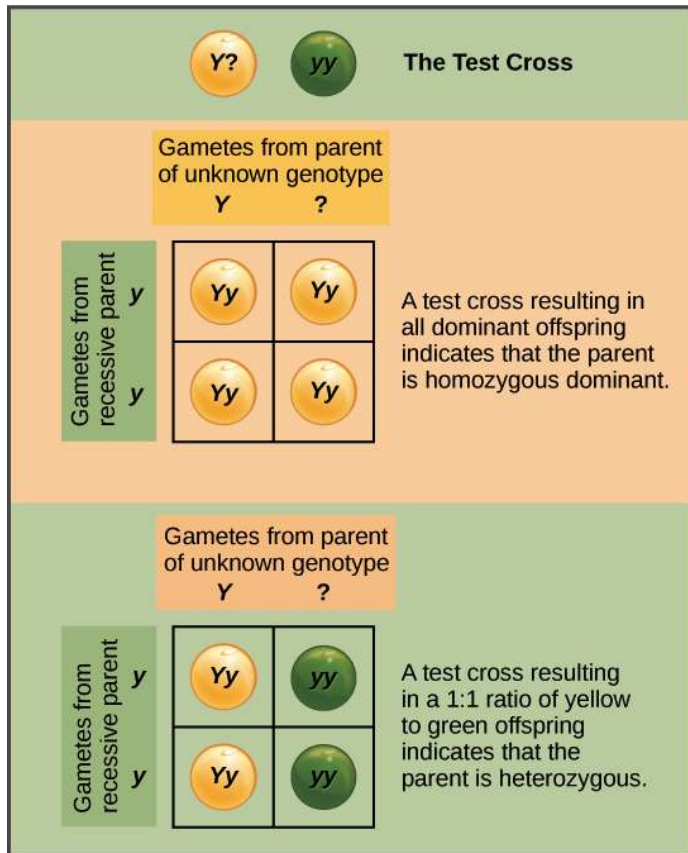 Y? yy The Test Cross
Gametes from parent
of unknown genotype
Y ?
Gametes from
recessive parent
y
y
Yy Yy
Yy Yy
A test cross resulting in
all dominant offspring
indicates that the parent
is homozygous dominant.
Gametes from parent
of unknown genotype
Y ?
Gametes from
recessive parent
y
y
Yy yy
Yy yy
A test cross resulting
in a 1:1 ratio of yellow
to green offspring
indicates that the
parent is heterozygous.